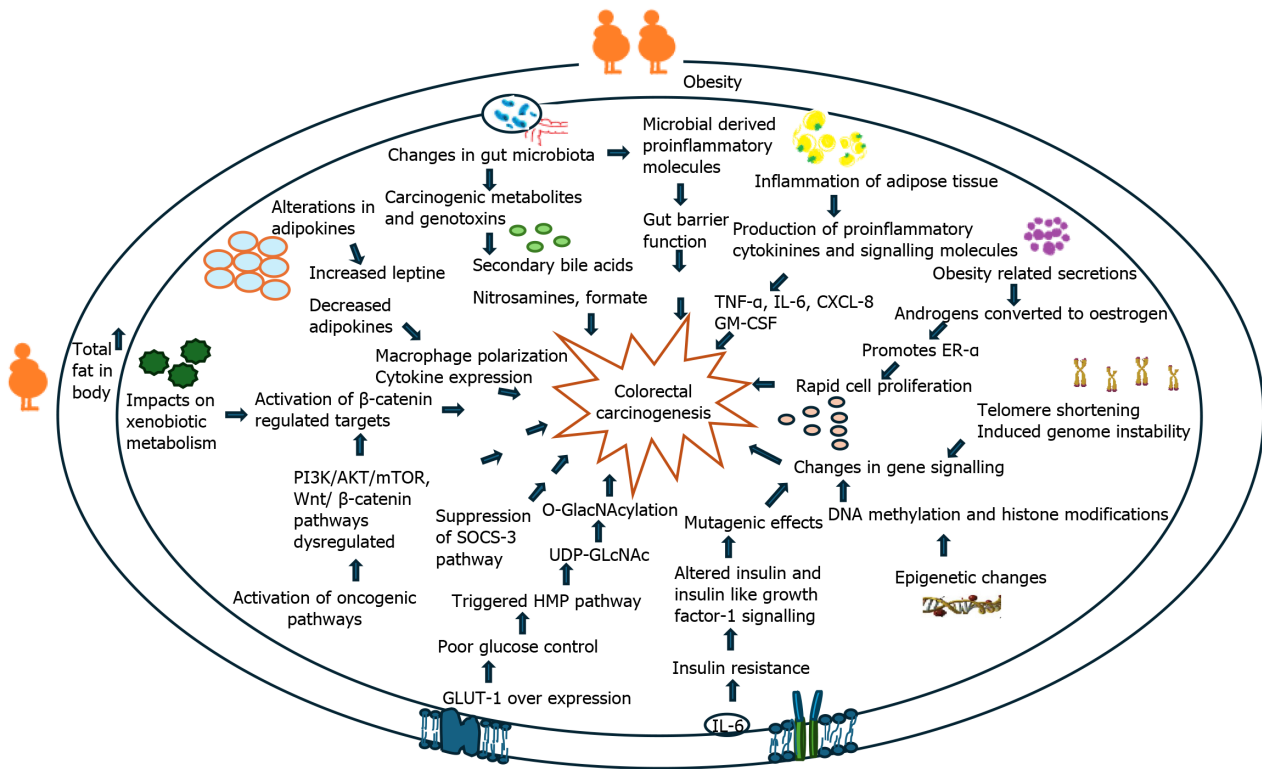 Obesity
Changes in gut microbiota
Microbial derived
proinflammatory
molecules
Inflammation of adipose tissue
Carcinogenic metabolites
and genotoxins
Gut barrier
function
Alterations in
adipokines
Production of proinflammatory
cytokinines and signalling molecules
Increased leptine
Secondary bile acids
Obesity related secretions
Decreased
adipokines
Nitrosamines, formate
TNF-α, IL-6, CXCL-8
GM-CSF
Androgens converted to oestrogen
Total
fat in
body
Macrophage polarization
Cytokine expression
Promotes ER-α
Impacts on
xenobiotic
metabolism
Activation of β-catenin
regulated targets
Colorectal
carcinogenesis
Rapid cell proliferation
Telomere shortening
Induced genome instability
Changes in gene signalling
PI3K/AKT/mTOR,
Wnt/ β-catenin
pathways
dysregulated
Suppression
of SOCS-3
pathway
O-GlacNAcylation
Mutagenic effects
DNA methylation and histone modifications
UDP-GLcNAc
Altered insulin and
insulin like growth
factor-1 signalling
Epigenetic changes
Activation of oncogenic
pathways
Triggered HMP pathway
Poor glucose control
Insulin resistance
GLUT-1 over expression
IL-6